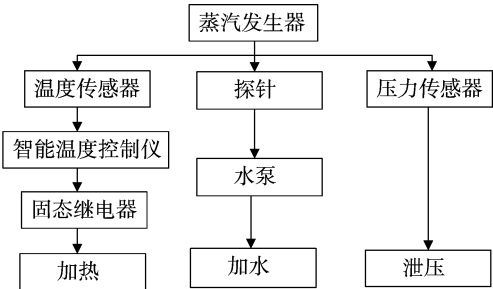 蒸汽发生器
温度传感器
探针
压力传感器
智能温度控制仪
水泵
固态继电器
加热
加水
泄压